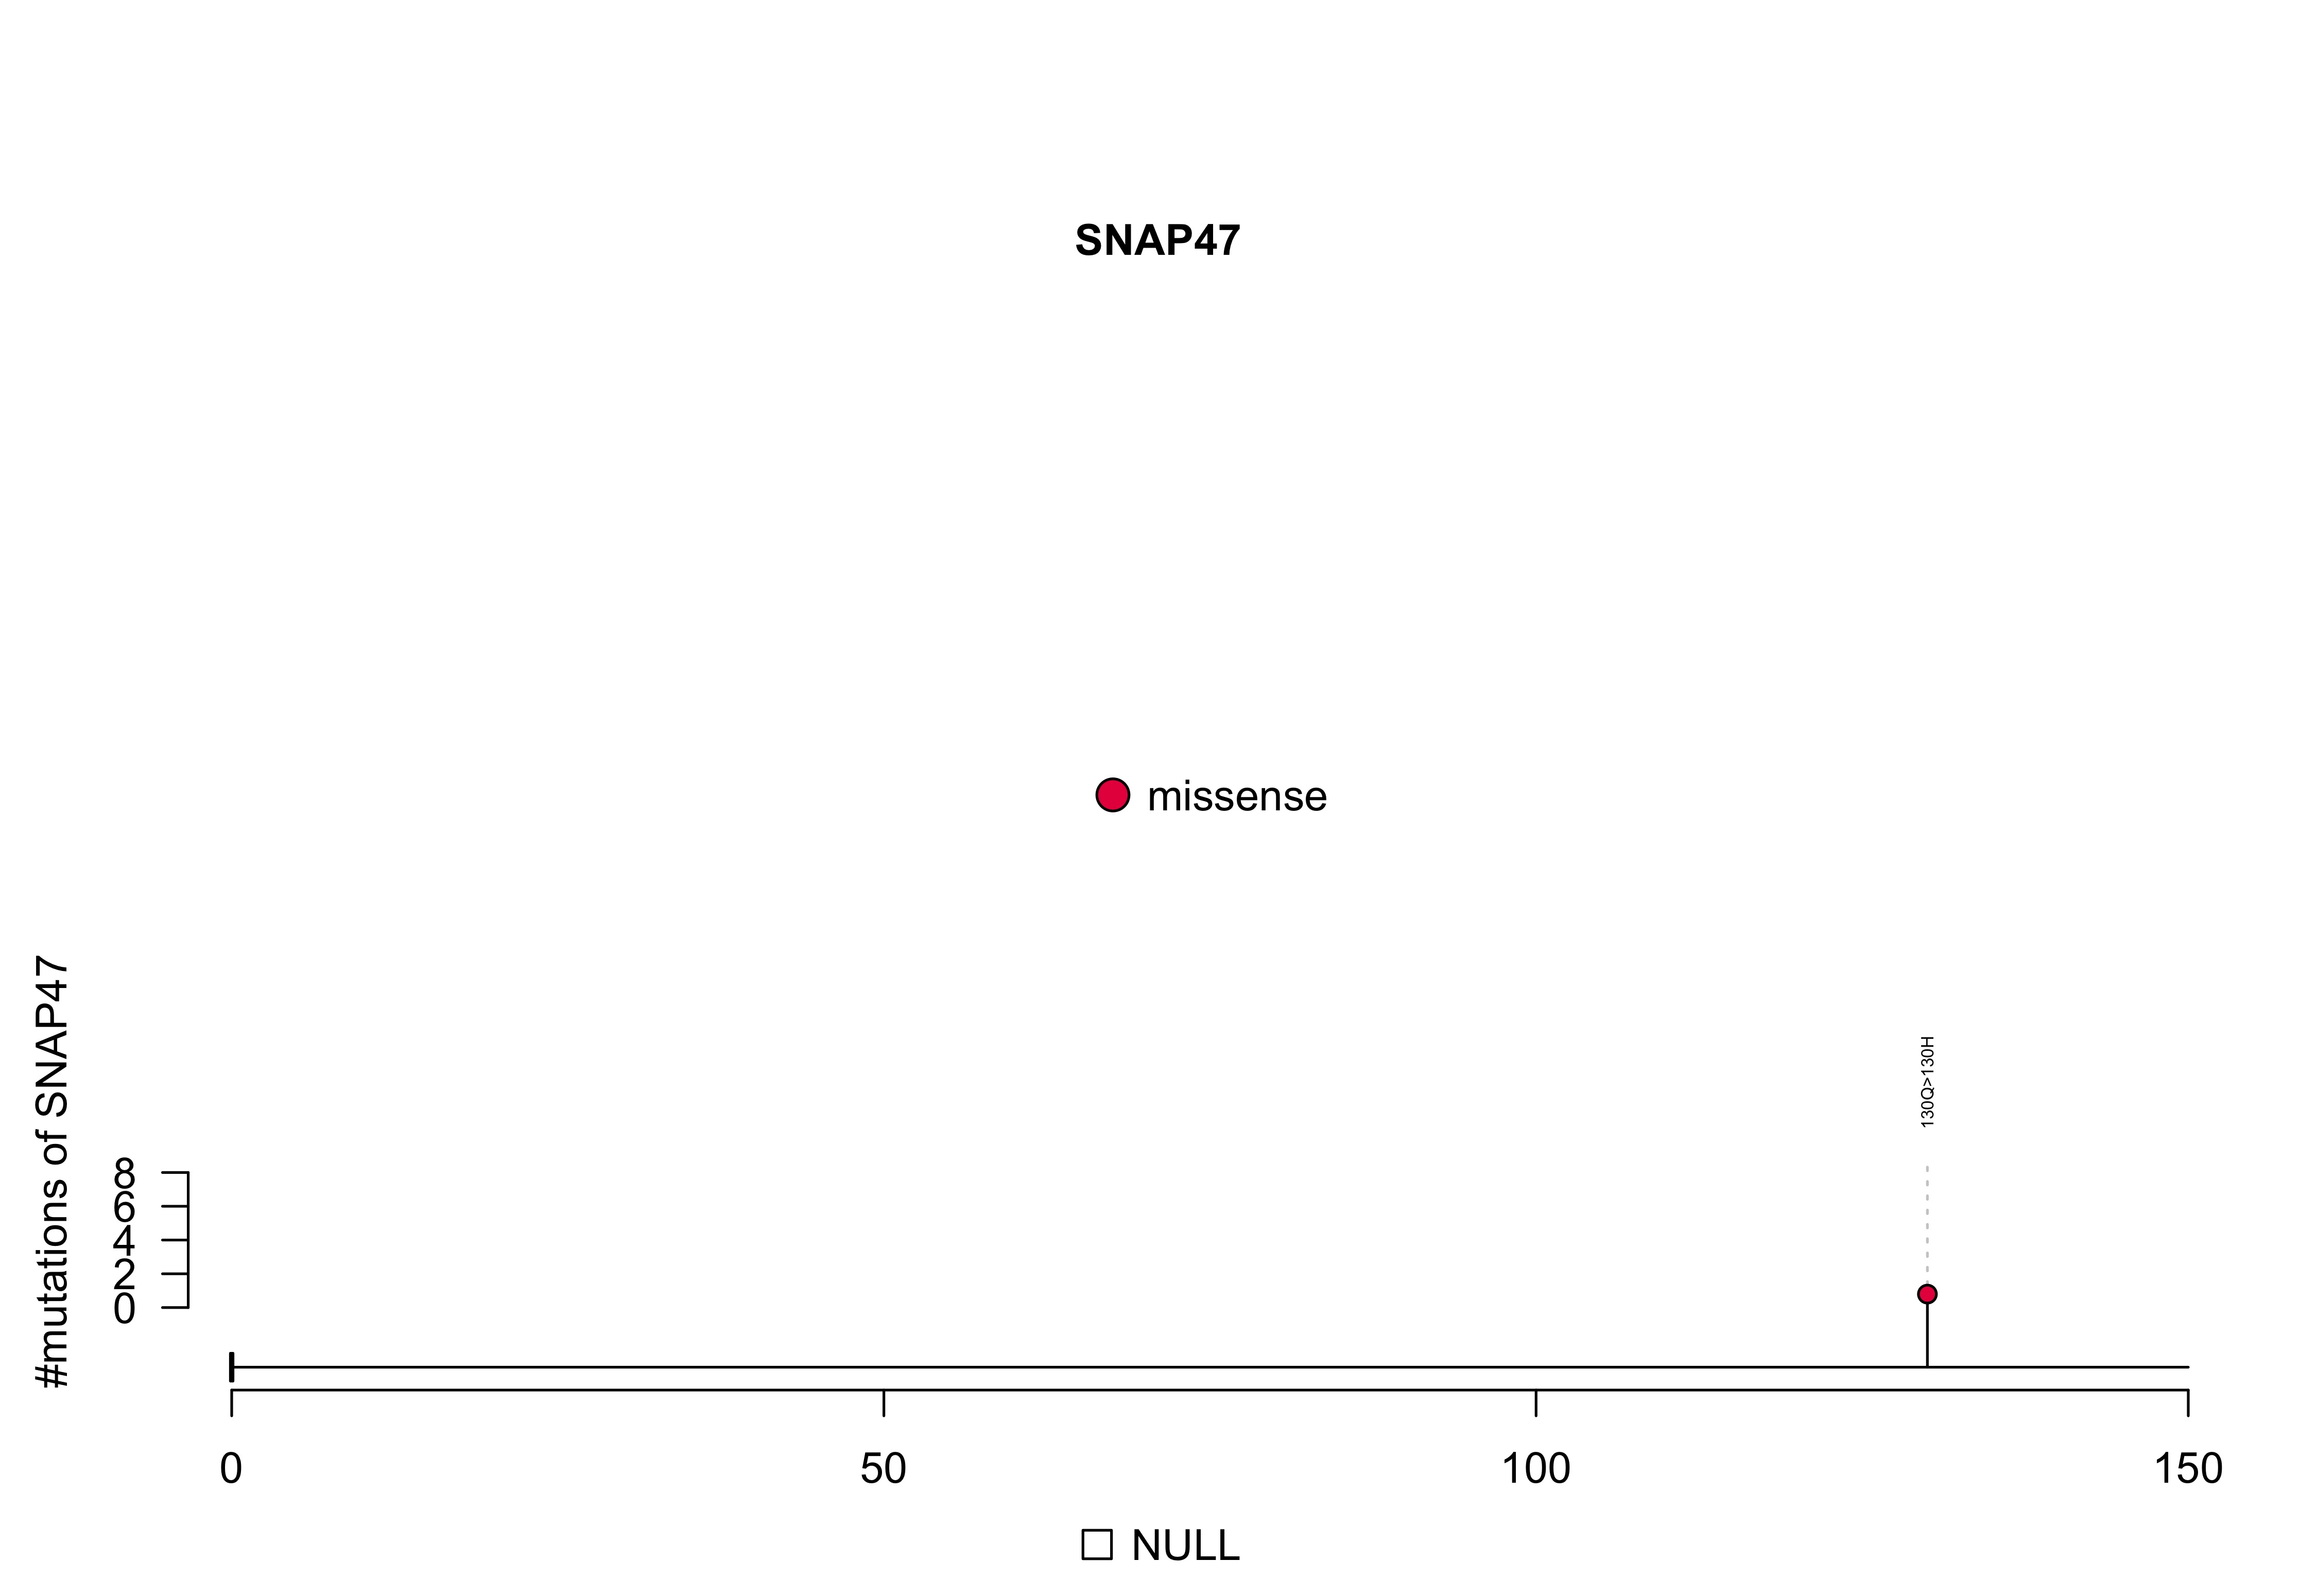 SNAP47
missense
#mutations of SNAP47
130Q>130H
8
6
4
2
0
0 50 100 150
NULL